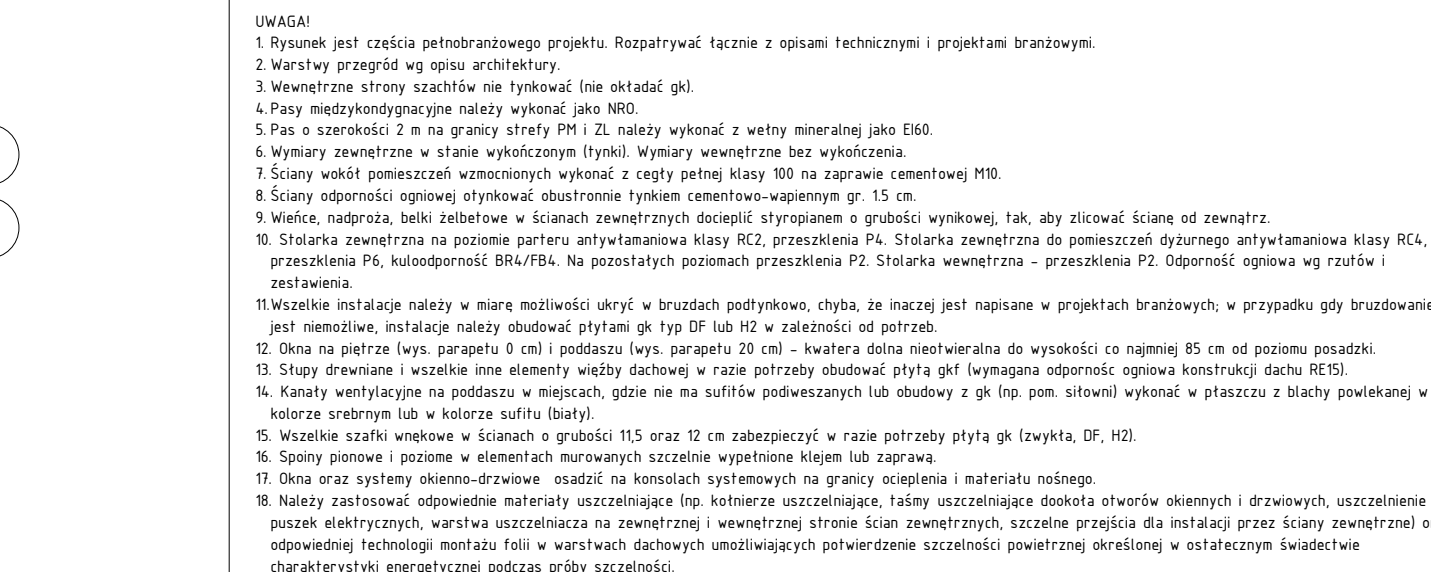 UWAGA!
1. Rysunek jest częścia pełnobranżowego projektu. Rozpatrywać łącznie z opisami technicznymi i projektami branżowymi.
2. Warstwy przegród wg opisu architektury.
3. Wewnętrzne strony szachtów nie tynkować (nie okładać gk).
4. Pasy międzykondygnacyjne należy wykonać jako NRO.
5. Pas o szerokości 2 m na granicy strefy PM i ZL należy wykonać z wełny mineralnej jako EI60.
6. Wymiary zewnętrzne w stanie wykończonym (tynki). Wymiary wewnętrzne bez wykończenia.
7. Ściany wokół pomieszczeń wzmocnionych wykonać z cegły pełnej klasy 100 na zaprawie cementowej M10.
8. Ściany odporności ogniowej otynkować obustronnie tynkiem cementowo-wapiennym gr. 1.5 cm.
9. Wieńce, nadproża, belki żelbetowe w ścianach zewnętrznych docieplić styropianem o grubości wynikowej, tak, aby zlicować ścianę od zewnątrz.
10. Stolarka zewnętrzna na poziomie parteru antywłamaniowa klasy RC2, przeszklenia P4. Stolarka zewnętrzna do pomieszczeń dyżurnego antywłamaniowa klasy RC4,
przeszklenia P6, kuloodporność BR4/FB4. Na pozostałych poziomach przeszklenia P2. Stolarka wewnętrzna - przeszklenia P2. Odporność ogniowa wg rzutów i
zestawienia.
11.Wszelkie instalacje należy w miarę możliwości ukryć w bruzdach podtynkowo, chyba, że inaczej jest napisane w projektach branżowych; w przypadku gdy bruzdowanie
jest niemożliwe, instalacje należy obudować płytami gk typ DF lub H2 w zależności od potrzeb.
12. Okna na piętrze (wys. parapetu 0 cm) i poddaszu (wys. parapetu 20 cm) - kwatera dolna nieotwieralna do wysokości co najmniej 85 cm od poziomu posadzki.
13. Słupy drewniane i wszelkie inne elementy więźby dachowej w razie potrzeby obudować płytą gkf (wymagana odpornośc ogniowa konstrukcji dachu RE15).
14. Kanały wentylacyjne na poddaszu w miejscach, gdzie nie ma sufitów podiweszanych lub obudowy z gk (np. pom. siłowni) wykonać w płaszczu z blachy powlekanej w
kolorze srebrnym lub w kolorze sufitu (biały).
15. Wszelkie szafki wnękowe w ścianach o grubości 11,5 oraz 12 cm zabezpieczyć w razie potrzeby płytą gk (zwykła, DF, H2).
16. Spoiny pionowe i poziome w elementach murowanych szczelnie wypełnione klejem lub zaprawą.
17. Okna oraz systemy okienno-drzwiowe osadzić na konsolach systemowych na granicy ocieplenia i materiału nośnego.
18. Należy zastosować odpowiednie materiały uszczelniające (np. kołnierze uszczelniające, taśmy uszczelniające dookoła otworów okiennych i drzwiowych, uszczelnienie
puszek elektrycznych, warstwa uszczelniacza na zewnętrznej i wewnętrznej stronie ścian zewnętrznych, szczelne przejścia dla instalacji przez ściany zewnętrzne)
odpowiedniej technologii montażu folii w warstwach dachowych umożliwiających potwierdzenie szczelności powietrznej określonej w ostatecznym świadectwie
charakterystyki energetycznej podczas próby szczelności.